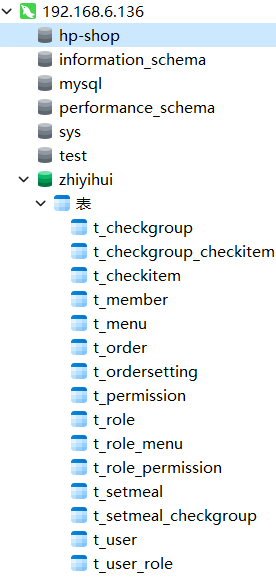 192.168.6.136
hp-shop
information_schema
mysql
performance_schema
sys
test
zhiyihui
表
t_checkgroup
t_checkgroup_checkitem
t_checkitem
t_member
t_menu
t_order
t_ordersetting
t_permission
t_role
t_role_menu
t_role_permission
t_setmeal
t_setmeal_checkgroup
t_user
t_user_role